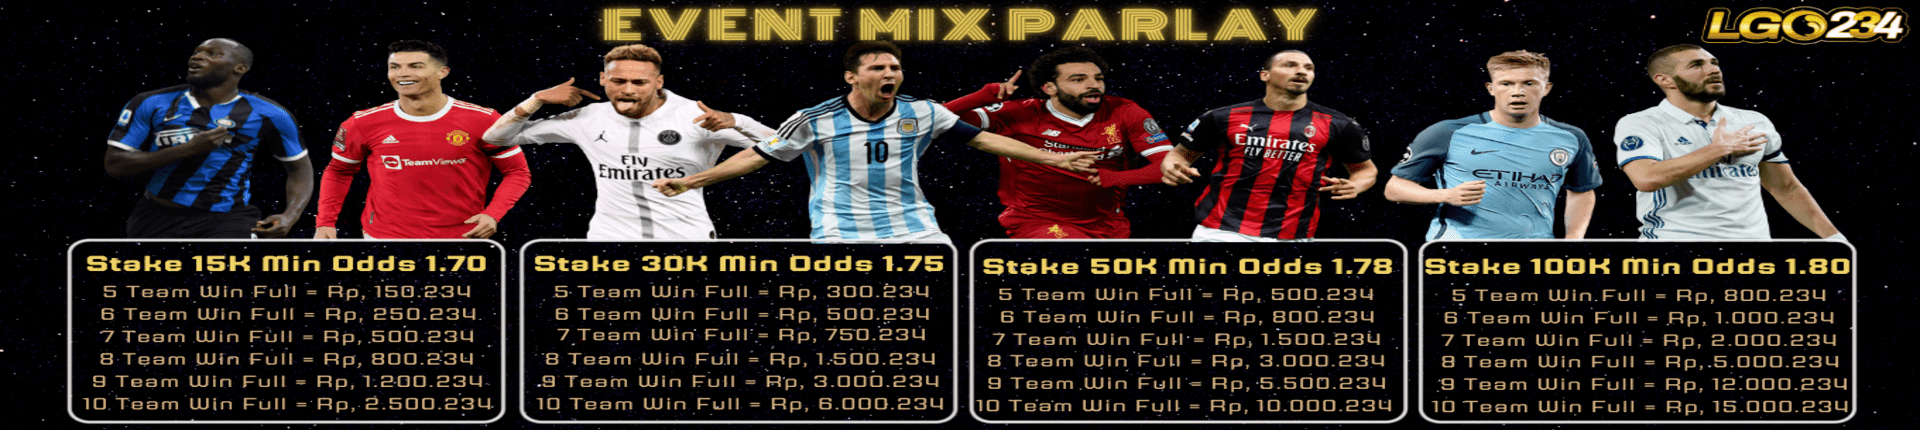 EVENT MIX PARLAY
LGO234
TeamViewer
Fly
Emirates
10
Emirates
FLY BETTER
ETIHAD
AIRWAYS
Stake 15K Min Odds 1.70
5 Team Win Full = Rp, 150.234
6 Team Win Full = Rp, 250.234
7 Team Win Full = Rp, 500.234
8 Team Win Full = Rp, 800.234
9 Team Win Full = Rp, 1.200.234
10 Team Win Full = Rp, 2.500.234
Stake 30K Min Odds 1.75
5 Team Win Full = Rp, 300.234
6 Team Win Full = Rp, 500.234
7 Team Win Full = Rp, 750.234
8 Team Win Full = Rp, 1.500.234
9 Team Win Full = Rp, 3.000.234
10 Team Win Full = Rp, 6.000.234
Stake 50K Min Odds 1.78
5 Team Win Full = Rp, 500.234
6 Team Win Full = Rp, 800.234
7 Team Win Full = Rp, 1.500.234
8 Team Win Full = Rp, 3.000.234
9 Team Win Full = Rp, 5.500.234
10 Team Win Full = Rp, 10.000.234
Stake 100K Min Odds 1.80
5 Team Win Full = Rp, 800.234
6 Team Win Full = Rp, 1.000.234
7 Team Win Full = Rp, 2.000.234
8 Team Win Full = Rp, 5.000.234
9 Team Win Full = Rp, 12.000.234
10 Team Win Full = Rp, 15.000.234